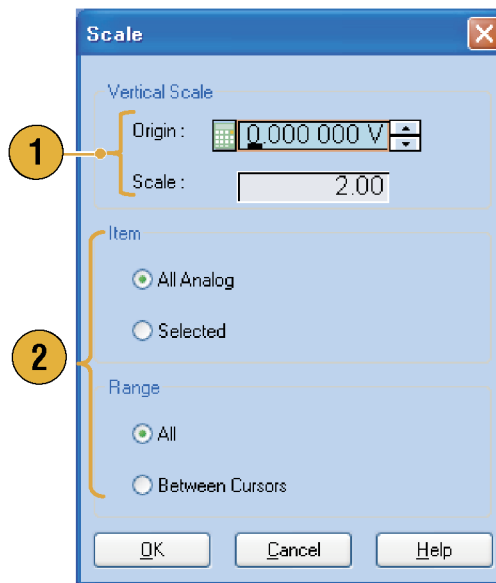 Scale
Vertical Scale
1
Origin :
0.000 000 V
Scale :
2.00
Item
All Analog
Selected
2
Range
All
Between Cursors
OK
Cancel
Help